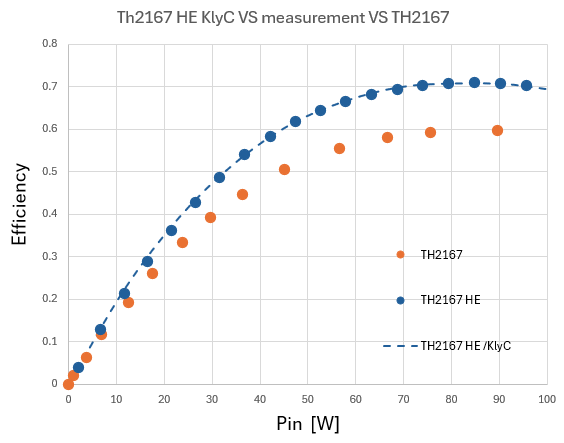 Th2167 HE KlyC VS measurement VS TH2167
0.8
0.7
0.6
0.5
0.4
0.3
0.2
0.1
0
Efficiency
TH2167
TH2167 HE
TH2167 HE /KlyC
0 10 20 30 40 50 60 70 80 90 100
Pin [W]